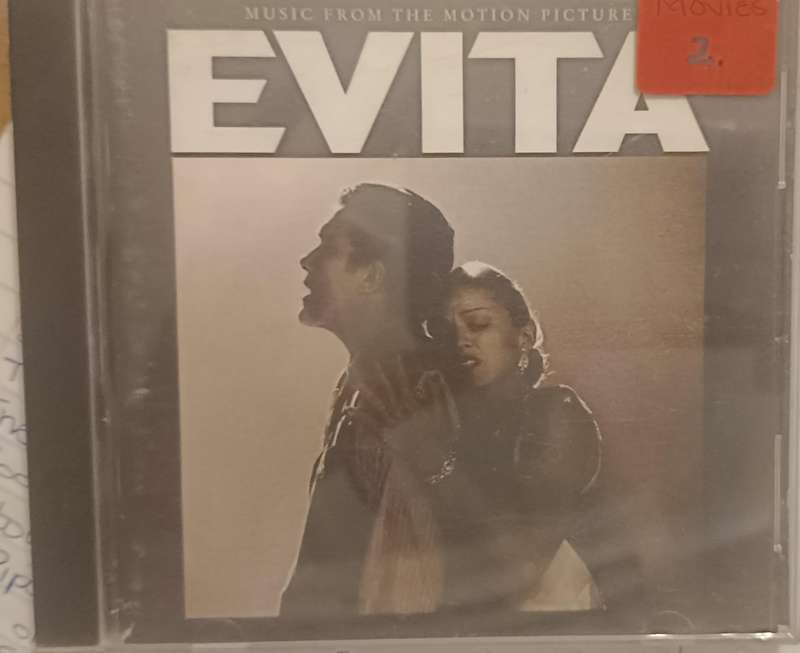 MUSIC FROM THE MOTION PICTURE
MOVIES
2.
EVITA